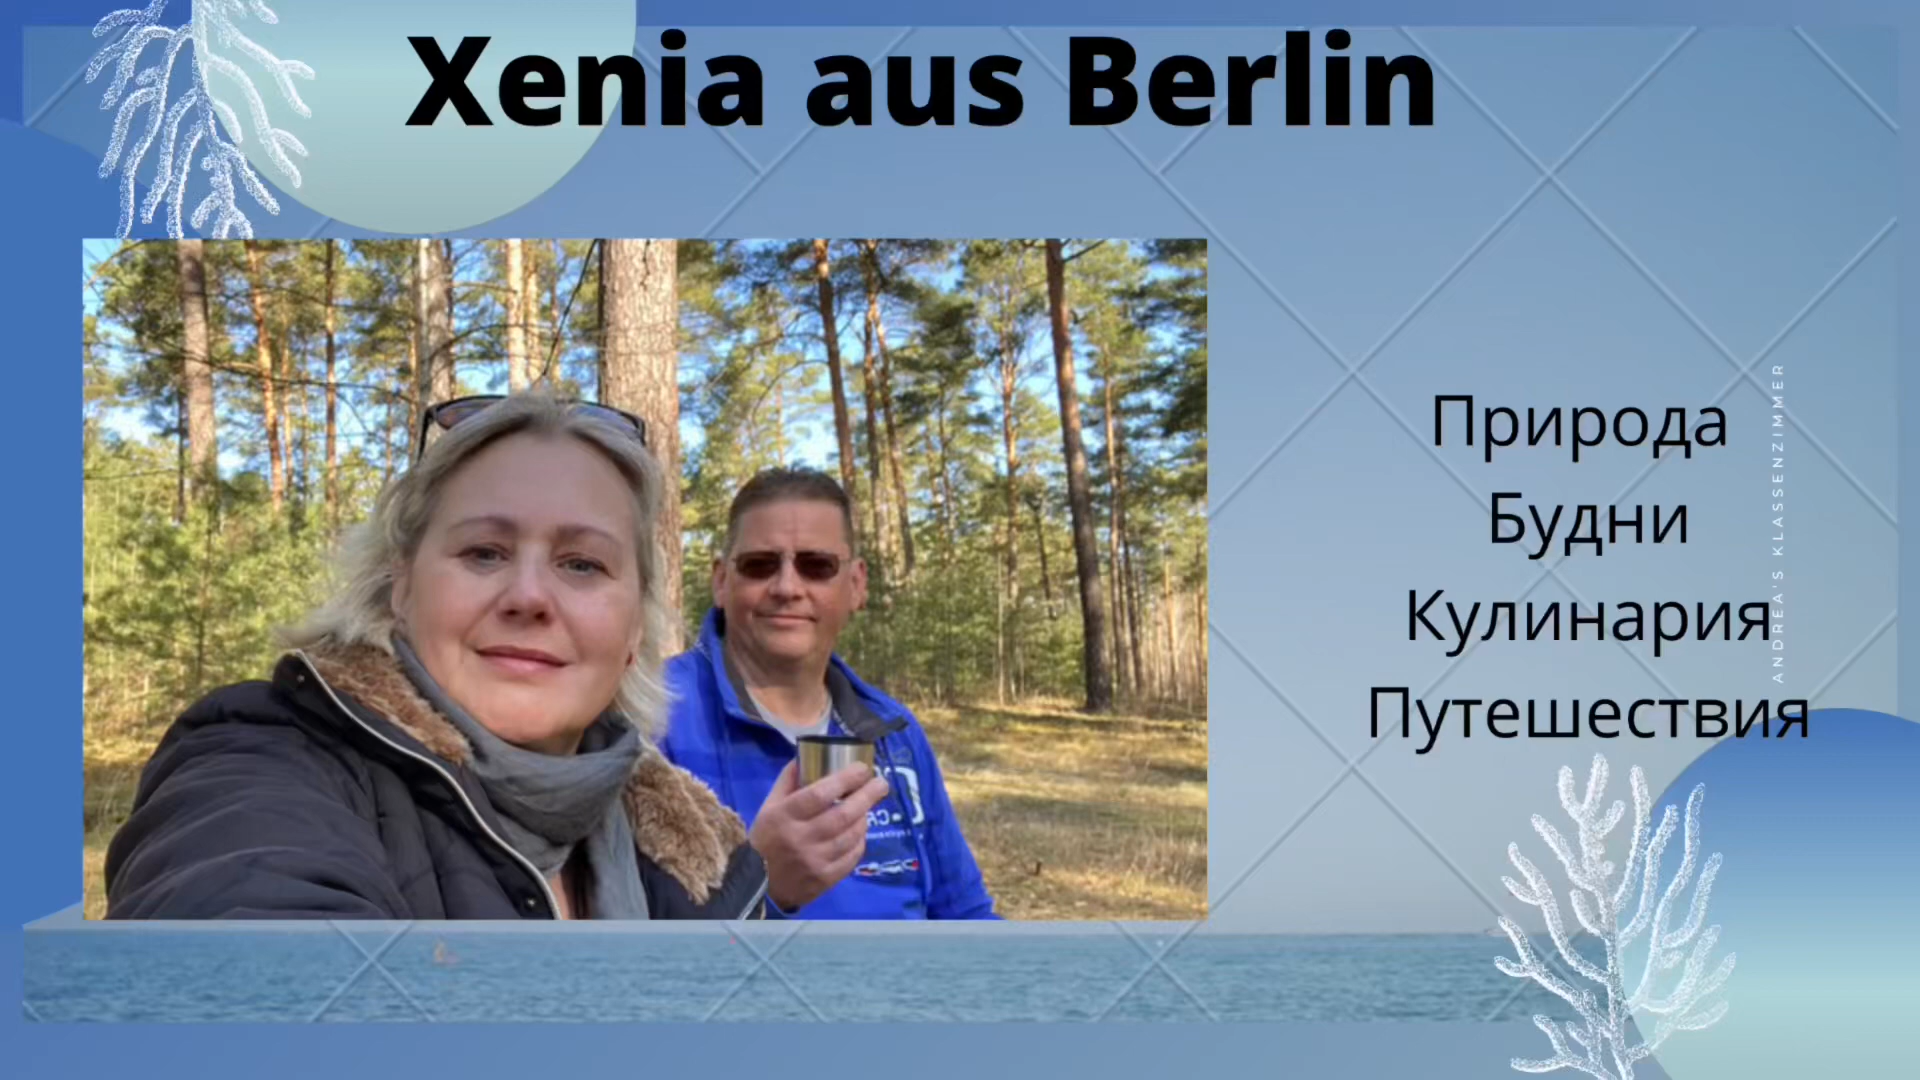 Xenia aus Berlin
Природа
Будни
Кулинария
Путешествия
ANDREA'S KLASSENZIMMER